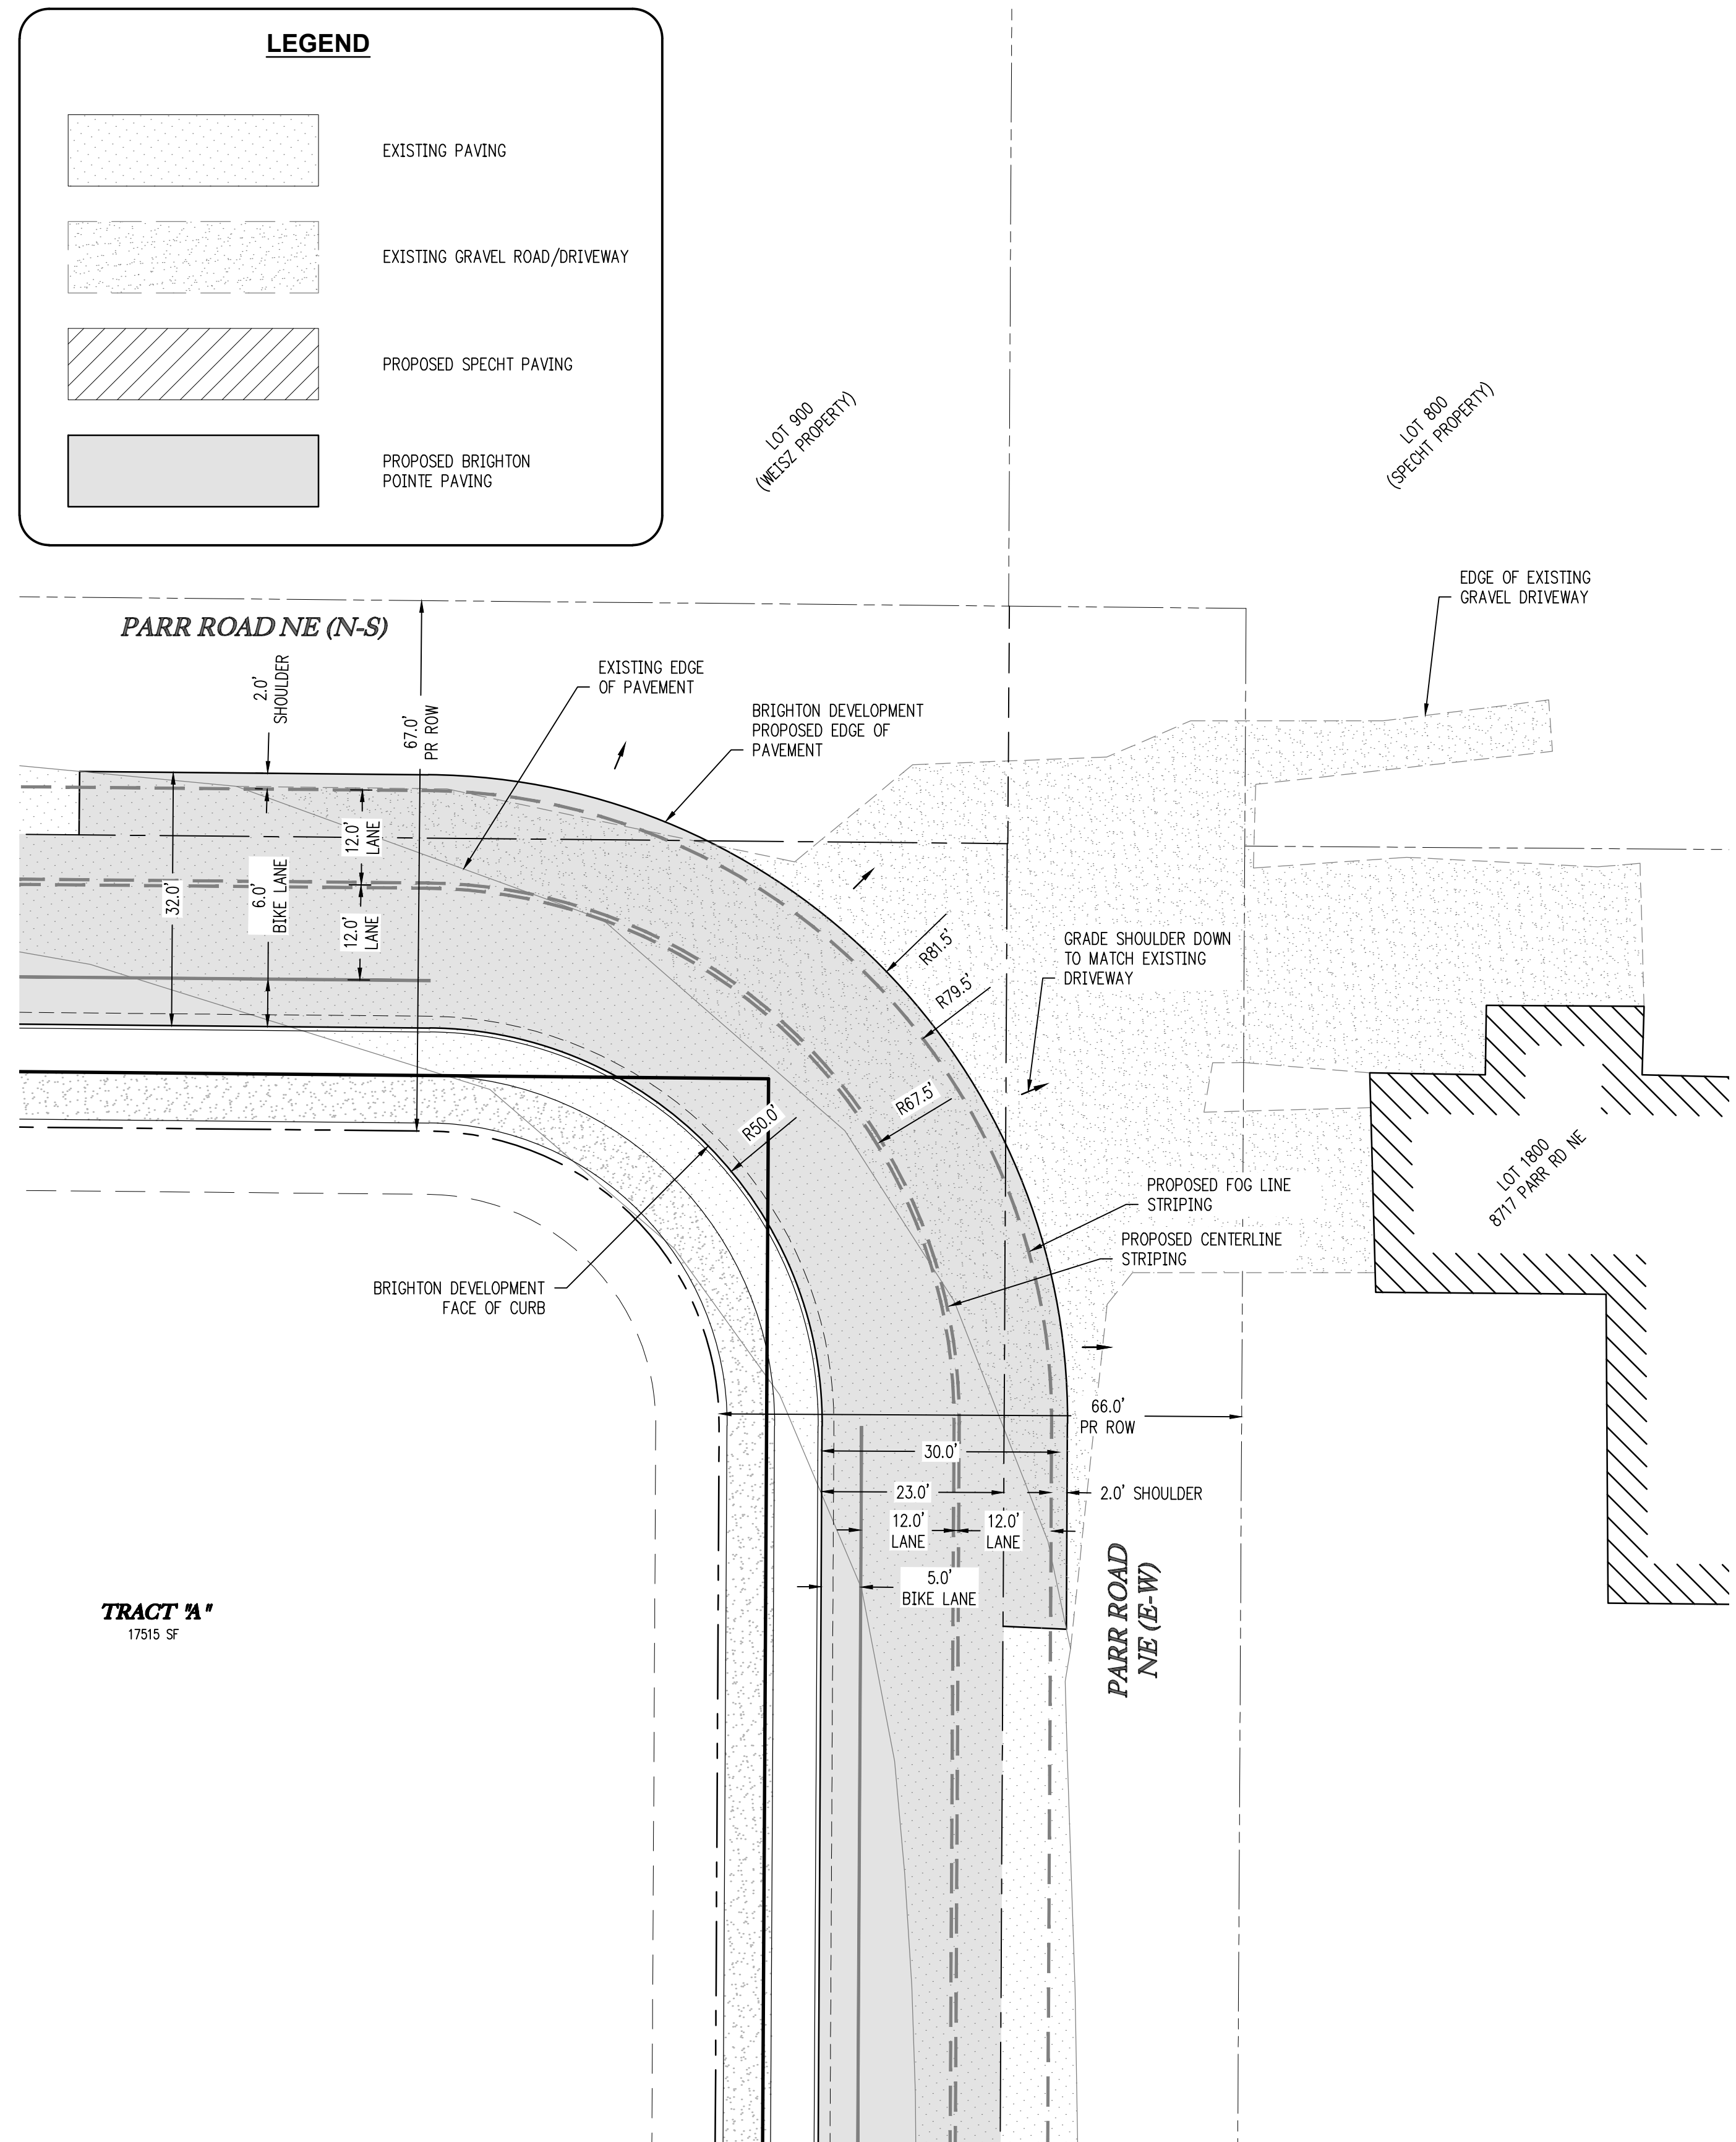 LEGEND
EXISTING PAVING
EXISTING GRAVEL ROAD/DRIVEWAY
PROPOSED SPECHT PAVING
PROPOSED BRIGHTON
POINTE PAVING
LOT 900
(WEISZ PROPERTY)
LOT 800
(SPECHT PROPERTY)
EDGE OF EXISTING
GRAVEL DRIVEWAY
PARR ROAD NE (N-S)
2.0'
SHOULDER
67.0'
PR ROW
EXISTING EDGE
OF PAVEMENT
BRIGHTON DEVELOPMENT
PROPOSED EDGE OF
PAVEMENT
32.0'
6.0'
BIKE LANE
12.0'
LANE
12.0'
LANE
R81.5'
R79.5'
R67.5'
R50.0'
GRADE SHOULDER DOWN
TO MATCH EXISTING
DRIVEWAY
LOT 1800
8717 PARR RD NE
PROPOSED FOG LINE
STRIPING
PROPOSED CENTERLINE
STRIPING
BRIGHTON DEVELOPMENT
FACE OF CURB
66.0'
PR ROW
30.0'
23.0'
2.0' SHOULDER
12.0'
LANE
12.0'
LANE
5.0'
BIKE LANE
PARR ROAD
NE (E-W)
TRACT "A"
17515 SF